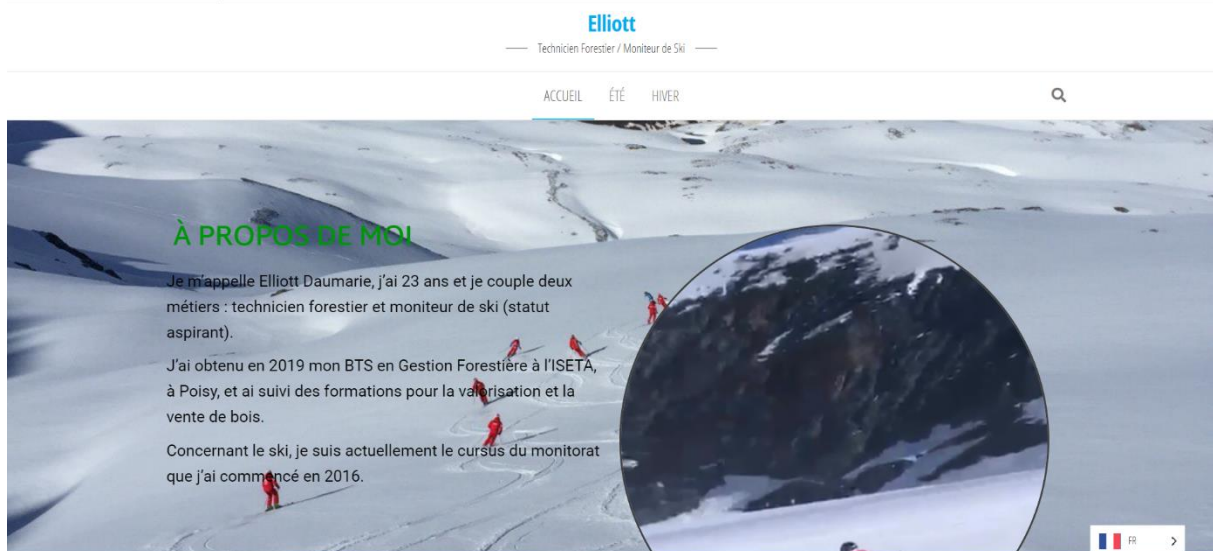 Elliott
Technicien Forestier / Moniteur de Ski
ACCUEIL ÉTÉ HIVER
À PROPOS DE MOI
Je m'appelle Elliott Daumarie, j'ai 23 ans et je couple deux
métiers : technicien forestier et moniteur de ski (statut
aspirant).
J'ai obtenu en 2019 mon BTS en Gestion Forestière à l'ISETA,
à Poisy, et ai suivi des formations pour la valorisation et la
vente de bois.
Concernant le ski, je suis actuellement le cursus du monitorat
que j'ai commencé en 2016.
FR